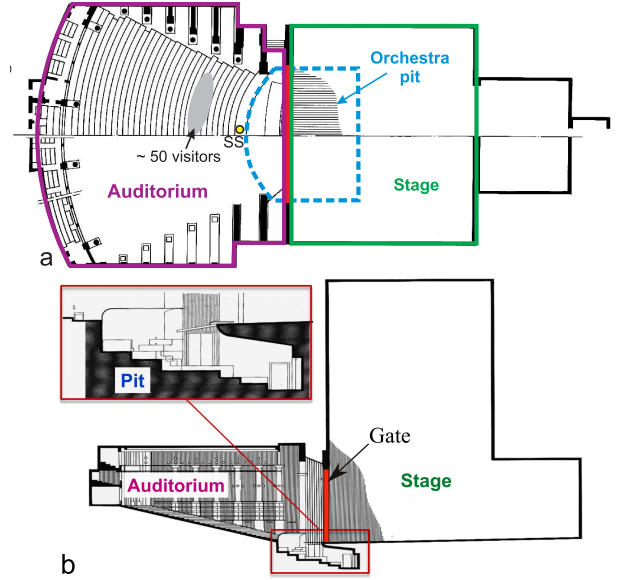 Orchestra
pit
SS
~ 50 visitors
Auditorium
Stage
a
Pit
Gate
Auditorium
Stage
b